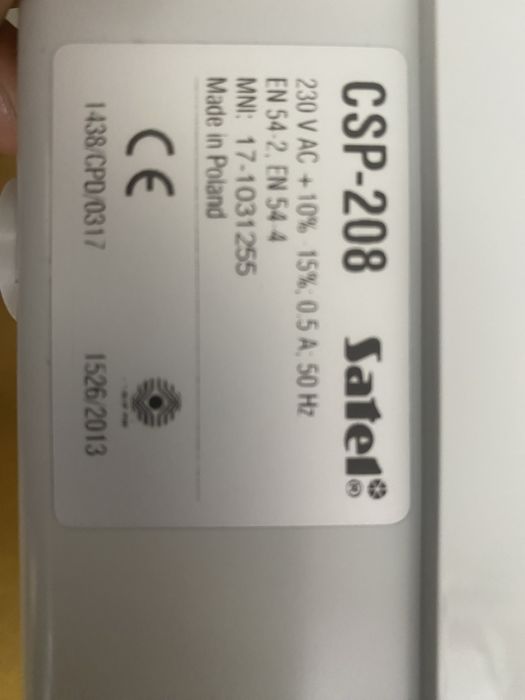 CSP-208 Satel®
230 V AC +10% -15%; 0.5 A; 50 Hz
EN 54-2, EN 54-4
MNI: 17-1031255
Made in Poland
CE
1438/CPD/0317
1526/2013